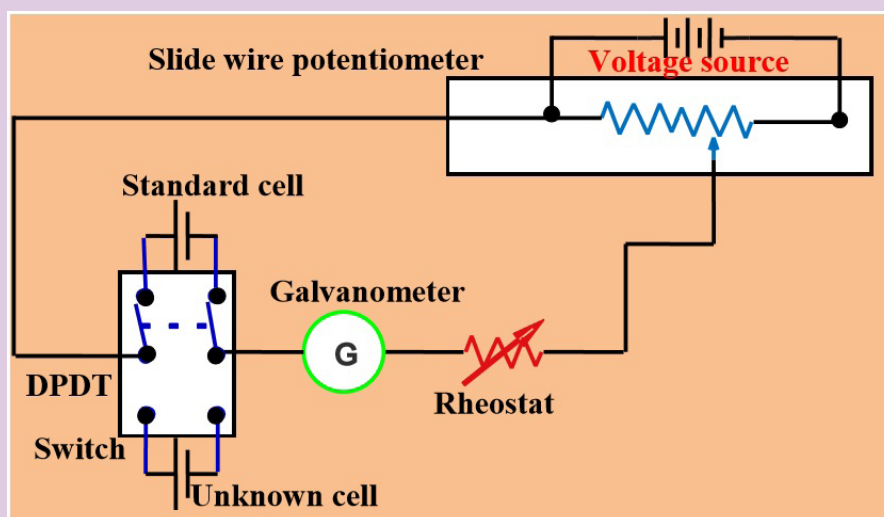 Slide wire potentiometer
Voltage source
Standard cell
Galvanometer
G
DPDT
Rheostat
Switch
Unknown cell